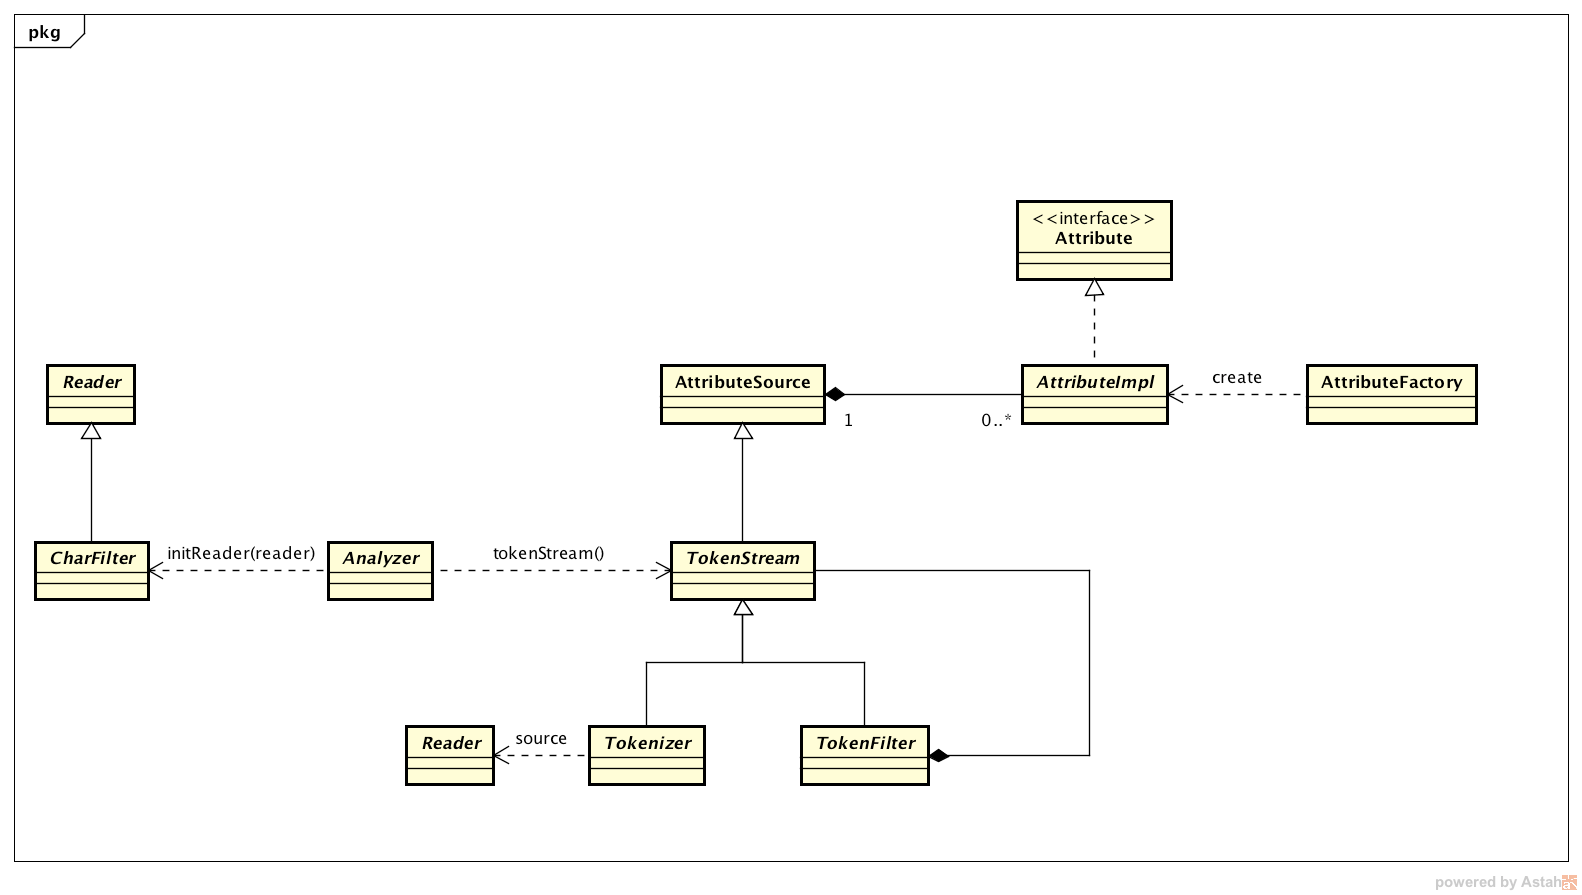 pkg
<<interface>>
Attribute
Reader
AttributeSource
AttributeImpl
create
AttributeFactory
1
0..*
CharFilter
initReader(reader)
Analyzer
tokenStream()
TokenStream
Reader
source
Tokenizer
TokenFilter
powered by Astah